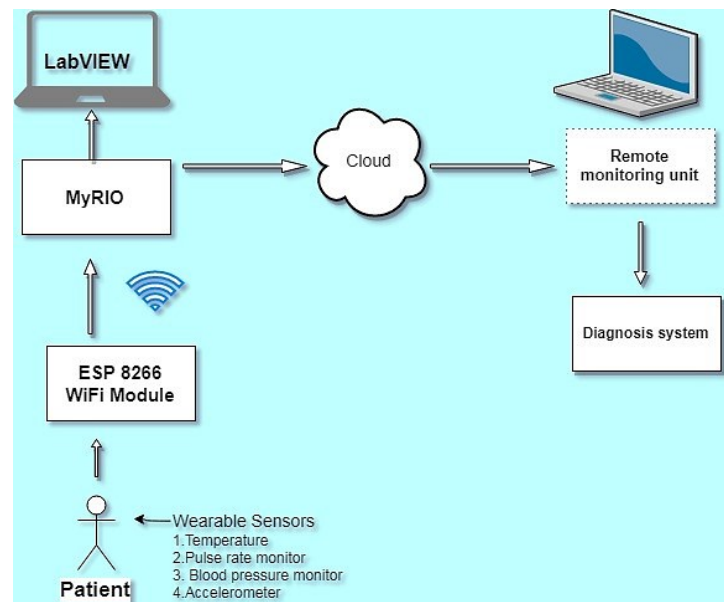 LabVIEW
MyRIO
Cloud
Remote
monitoring unit
Diagnosis system
ESP 8266
WiFi Module
Wearable Sensors
1.Temperature
2.Pulse rate monitor
3. Blood pressure monitor
4.Accelerometer
Patient